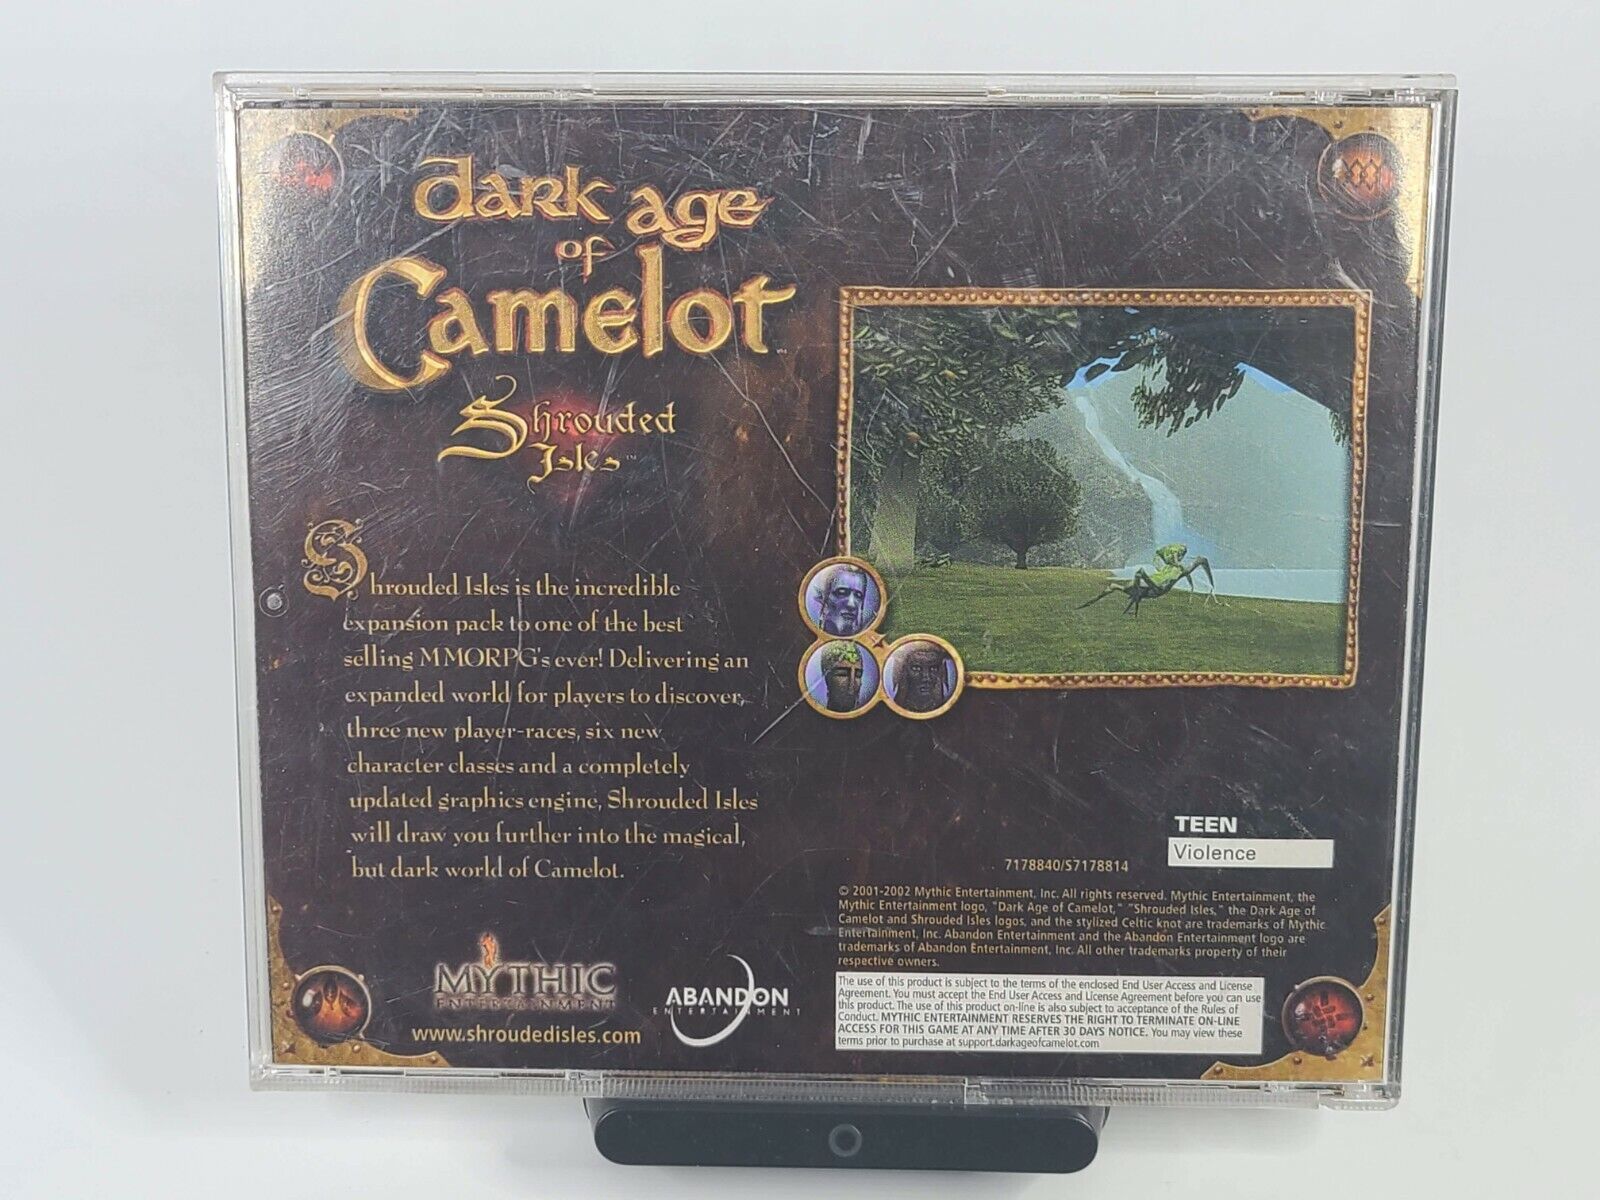 dark age
of
Camelot™
Shrouded
Isles™
Shrouded Isles is the incredible
expansion pack to one of the best
selling MMORPG's ever! Delivering an
expanded world for players to discover,
three new player-races, six new
character classes and a completely
updated graphics engine, Shrouded Isles
will draw you further into the magical,
but dark world of Camelot.
MYTHIC
ENTERTAINMENT
www.shroudedisles.com
ABANDON
ENTERTAINMENT
TEEN
Violence
7178840/S7178814
© 2001-2002 Mythic Entertainment, Inc. All rights reserved. Mythic Entertainment, the
Mythic Entertainment logo, "Dark Age of Camelot," "Shrouded Isles," the Dark Age of
Camelot and Shrouded Isles logos, and the stylized Celtic knot are trademarks of Mythic
Entertainment, Inc. Abandon Entertainment and the Abandon Entertainment logo are
trademarks of Abandon Entertainment, Inc. All other trademarks property of their
respective owners.
The use of this product is subject to the terms of the enclosed End User Access and License
Agreement. You must accept the End User Access and License Agreement before you can use
this product. The use of this product on-line is also subject to acceptance of the Rules of
Conduct. MYTHIC ENTERTAINMENT RESERVES THE RIGHT TO TERMINATE ON-LINE
ACCESS FOR THIS GAME AT ANY TIME AFTER 30 DAYS NOTICE. You may view these
terms prior to purchase at support.darkageofcamelot.com